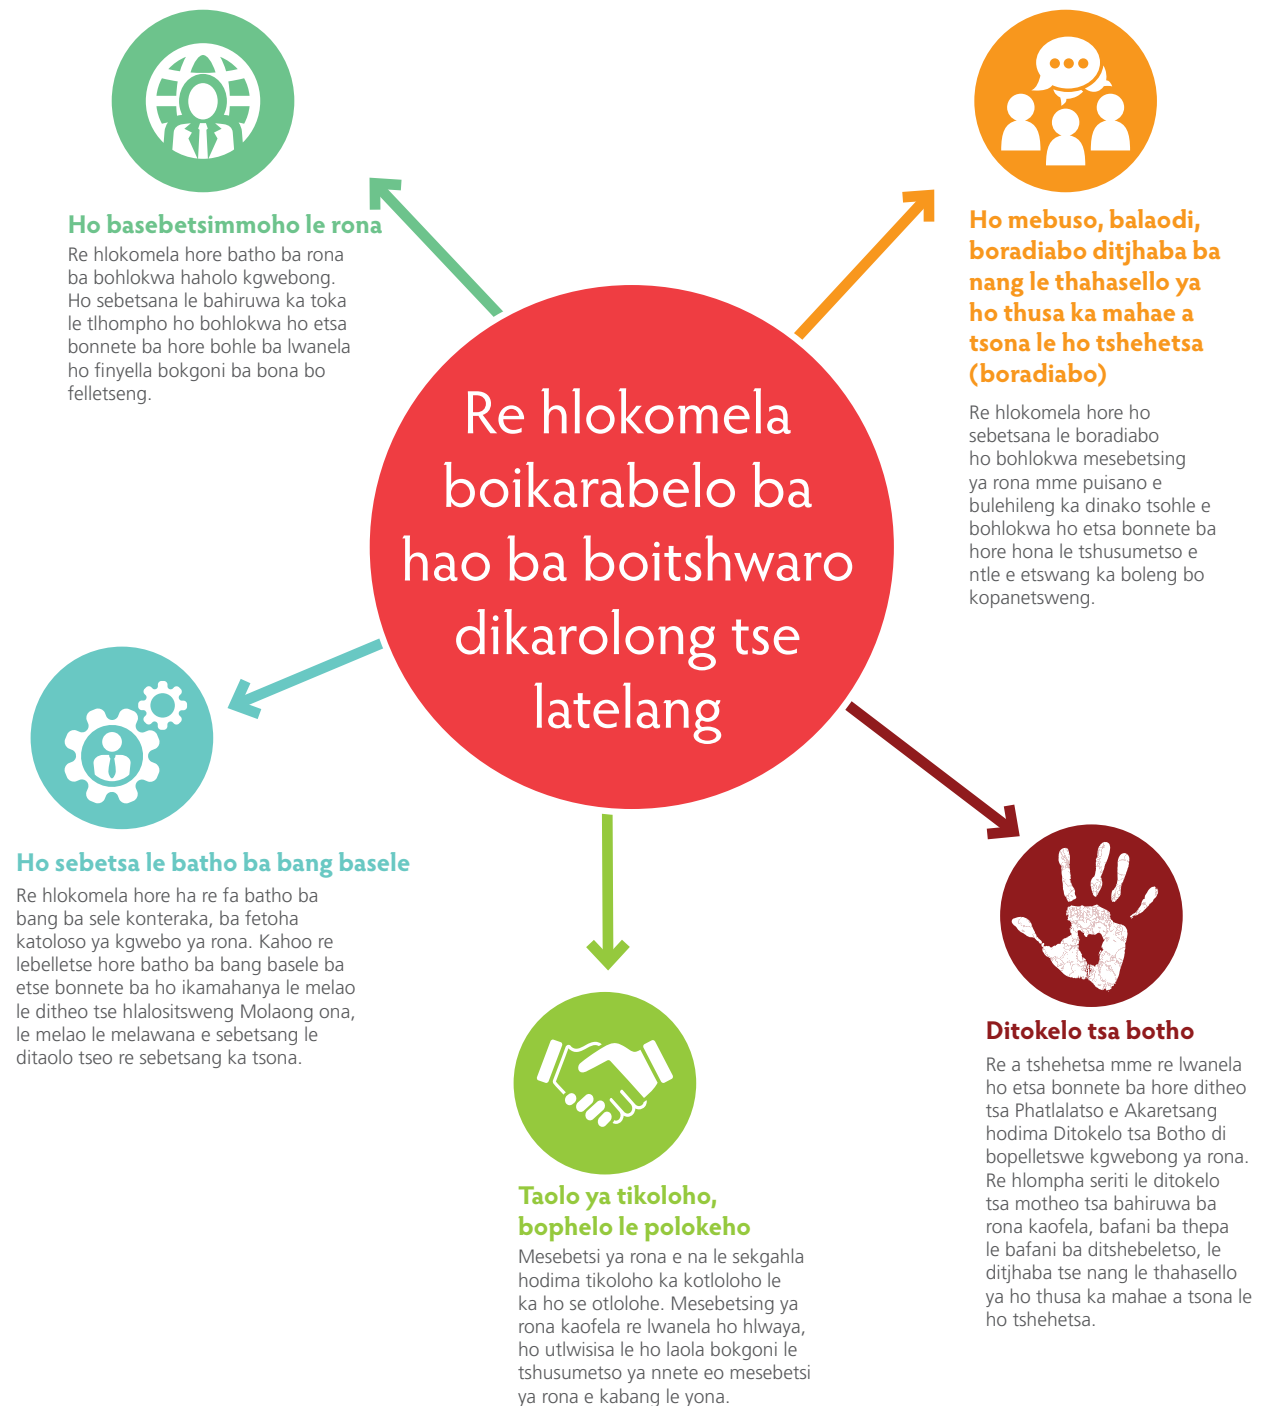 Ho basebetsimmoho le rona
Re hlokomela hore batho ba rona
ba bohlokwa haholo kgwebong.
Ho sebetsana le bahiruwa ka toka
le tlhompho ho bohlokwa ho etsa
bonnete ba hore bohle ba lwanela
ho finyella bokgoni ba bona bo
felletseng.
Ho mebuso, balaodi,
boradiabo ditjhaba ba
nang le thahasello ya
ho thusa ka mahae a
tsona le ho tshehetsa
(boradiabo)
Re hlokomela hore ho
sebetsana le boradiabo
ho bohlokwa mesebetsing
ya rona mme puisano e
bulehileng ka dinako tsohle e
bohlokwa ho etsa bonnete ba
hore hona le tshusumetso e
ntle e etswang ka boleng bo
kopanetsweng.
Re hlokomela
boikarabelo ba
hao ba boitshwaro
dikarolong tse
latelang
Ho sebetsa le batho ba bang basele
Re hlokomela hore ha re fa batho ba
bang ba sele konteraka, ba fetoha
katoloso ya kgwebo ya rona. Kahoo re
lebelletse hore batho ba bang basele ba
etse bonnete ba ho ikamahanya le melao
le ditheo tse hlalositsweng Molaong ona,
le melao le melawana e sebetsang le
ditaolo tseo re sebetsang ka tsona.
Taolo ya tikoloho,
bophelo le polokeho
Mesebetsi ya rona e na le sekgahla
hodima tikoloho ka kotloloho le
ka ho se otlolohe. Mesebetsing ya
rona kaofela re lwanela ho hlwaya,
ho utlwisisa le ho laola bokgoni le
tshusumetso ya nnete eo mesebetsi
ya rona e kabang le yona.
Ditokelo tsa botho
Re a tshehetsa mme re lwanela
ho etsa bonnete ba hore ditheo
tsa Phatlalatso e Akaretsang
hodima Ditokelo tsa Botho di
bopelletswe kgwebong ya rona.
Re hlompha seriti le ditokelo
tsa motheo tsa bahiruwa ba
rona kaofela, bafani ba thepa
le bafani ba ditshebeletso, le
ditjhaba tse nang le thahasello
ya ho thusa ka mahae a tsona le
ho tshehetsa.